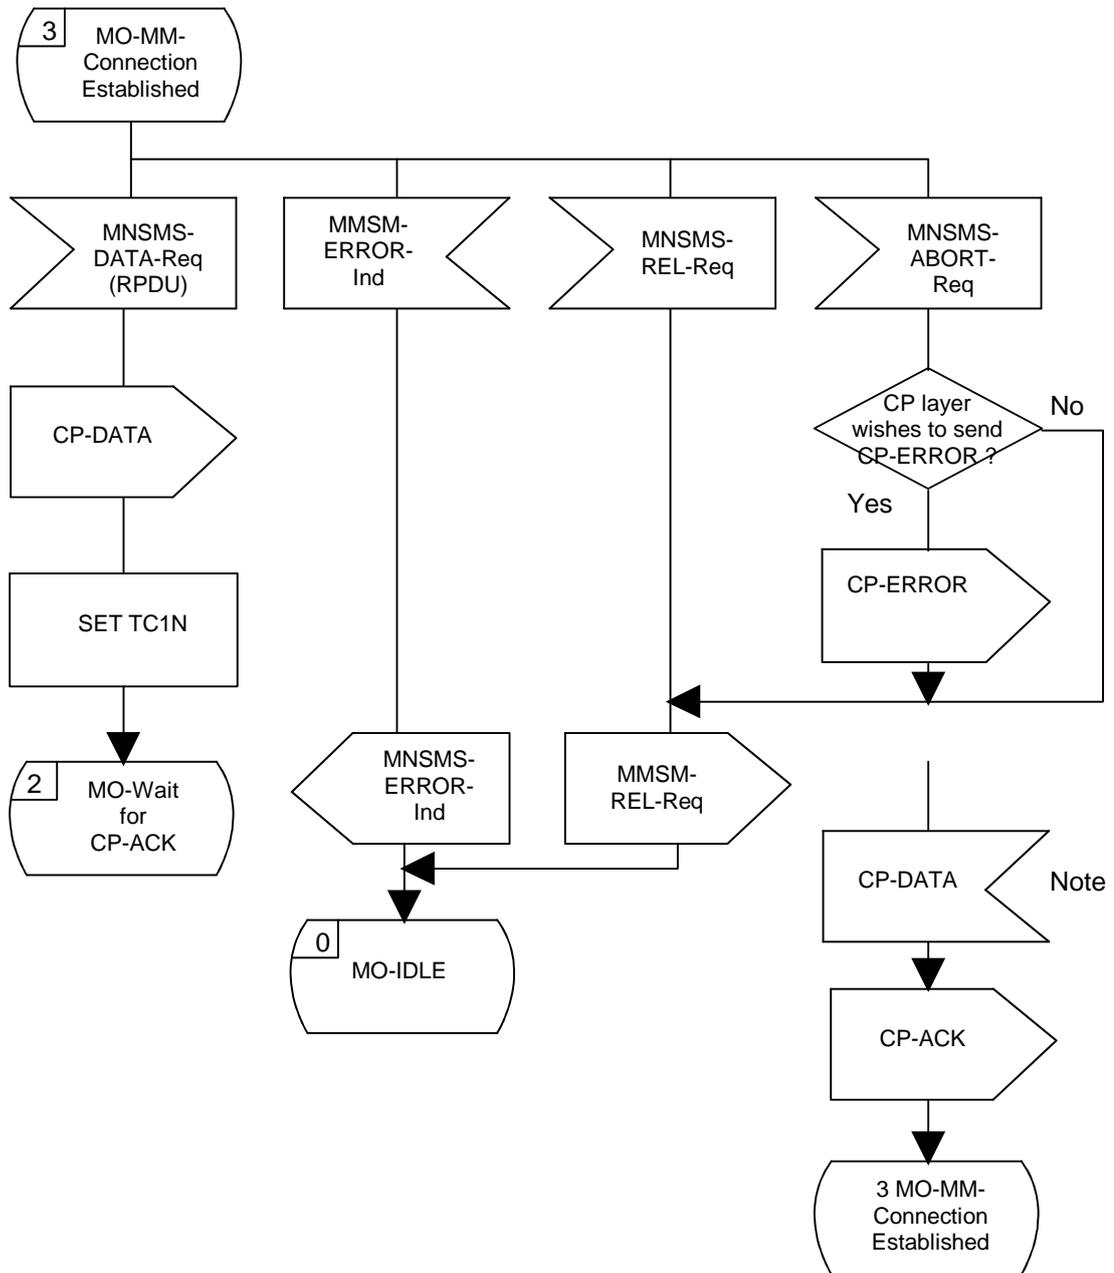 3
MO-MM-
Connection
Established
MNSMS-
DATA-Req
(RPDU)
MMSM-
ERROR-
Ind
MNSMS-
REL-Req
MNSMS-
ABORT-
Req
CP-DATA
CP layer
wishes to send
CP-ERROR ?
No
Yes
CP-ERROR
SET TC1N
2
MO-Wait
for
CP-ACK
MNSMS-
ERROR-
Ind
MMSM-
REL-Req
0
MO-IDLE
CP-DATA
Note
CP-ACK
3 MO-MM-
Connection
Established